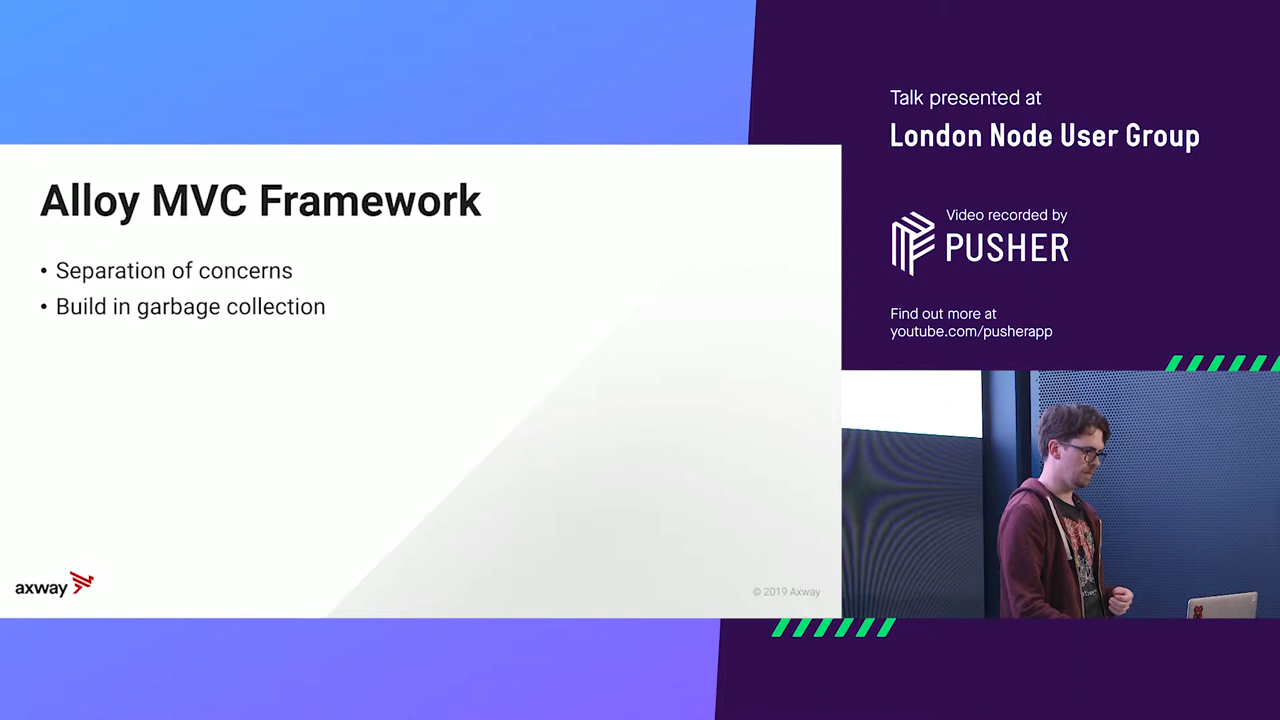 Alloy MVC Framework
• Separation of concerns
• Build in garbage collection
axway
© 2019 Axway
Talk presented at
London Node User Group
Video recorded by
PUSHER
Find out more at
youtube.com/pusherapp